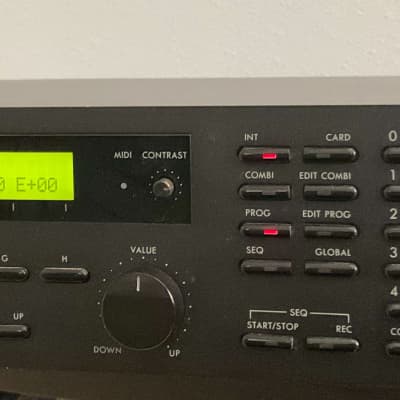 INT CARD 0
MIDI CONTRAST
0 E+00
COMBI EDIT COMBI 1
PROG EDIT PROG 2
G H VALUE SEQ GLOBAL 3
4
UP SEQ
START/STOP REC
DOWN UP